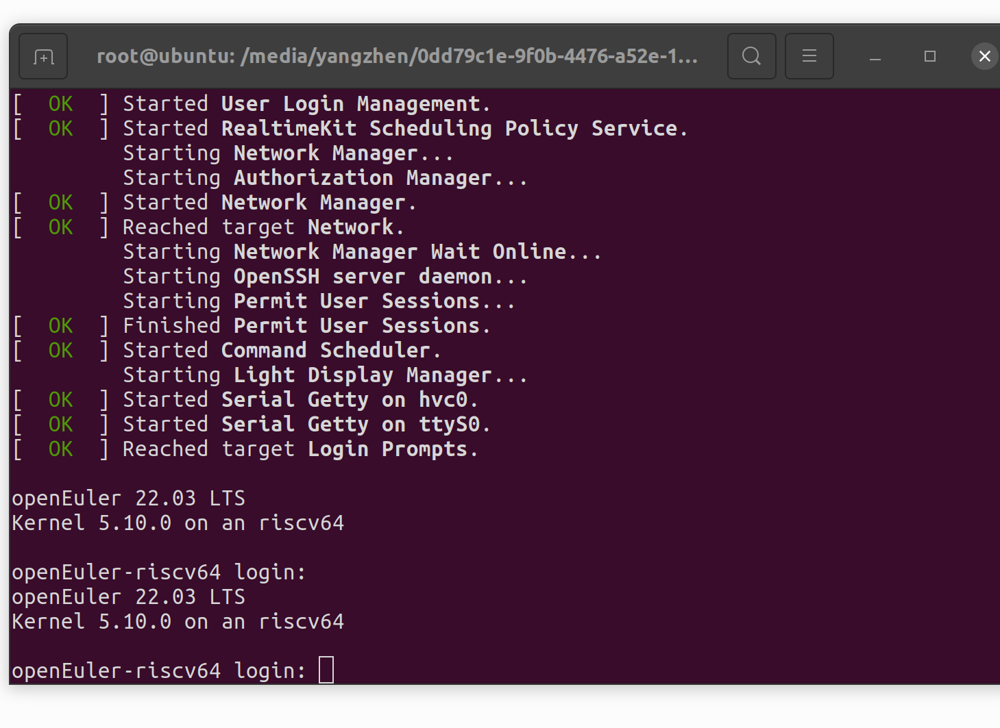 root@ubuntu: /media/yangzhen/0dd79c1e-9f0b-4476-a52e-1...
[  OK  ] Started User Login Management.
[  OK  ] Started RealtimeKit Scheduling Policy Service.
         Starting Network Manager...
         Starting Authorization Manager...
[  OK  ] Started Network Manager.
[  OK  ] Reached target Network.
         Starting Network Manager Wait Online...
         Starting OpenSSH server daemon...
         Starting Permit User Sessions...
[  OK  ] Finished Permit User Sessions.
[  OK  ] Started Command Scheduler.
         Starting Light Display Manager...
[  OK  ] Started Serial Getty on hvc0.
[  OK  ] Started Serial Getty on ttyS0.
[  OK  ] Reached target Login Prompts.
openEuler 22.03 LTS
Kernel 5.10.0 on an riscv64
openEuler-riscv64 login:
openEuler 22.03 LTS
Kernel 5.10.0 on an riscv64
openEuler-riscv64 login: